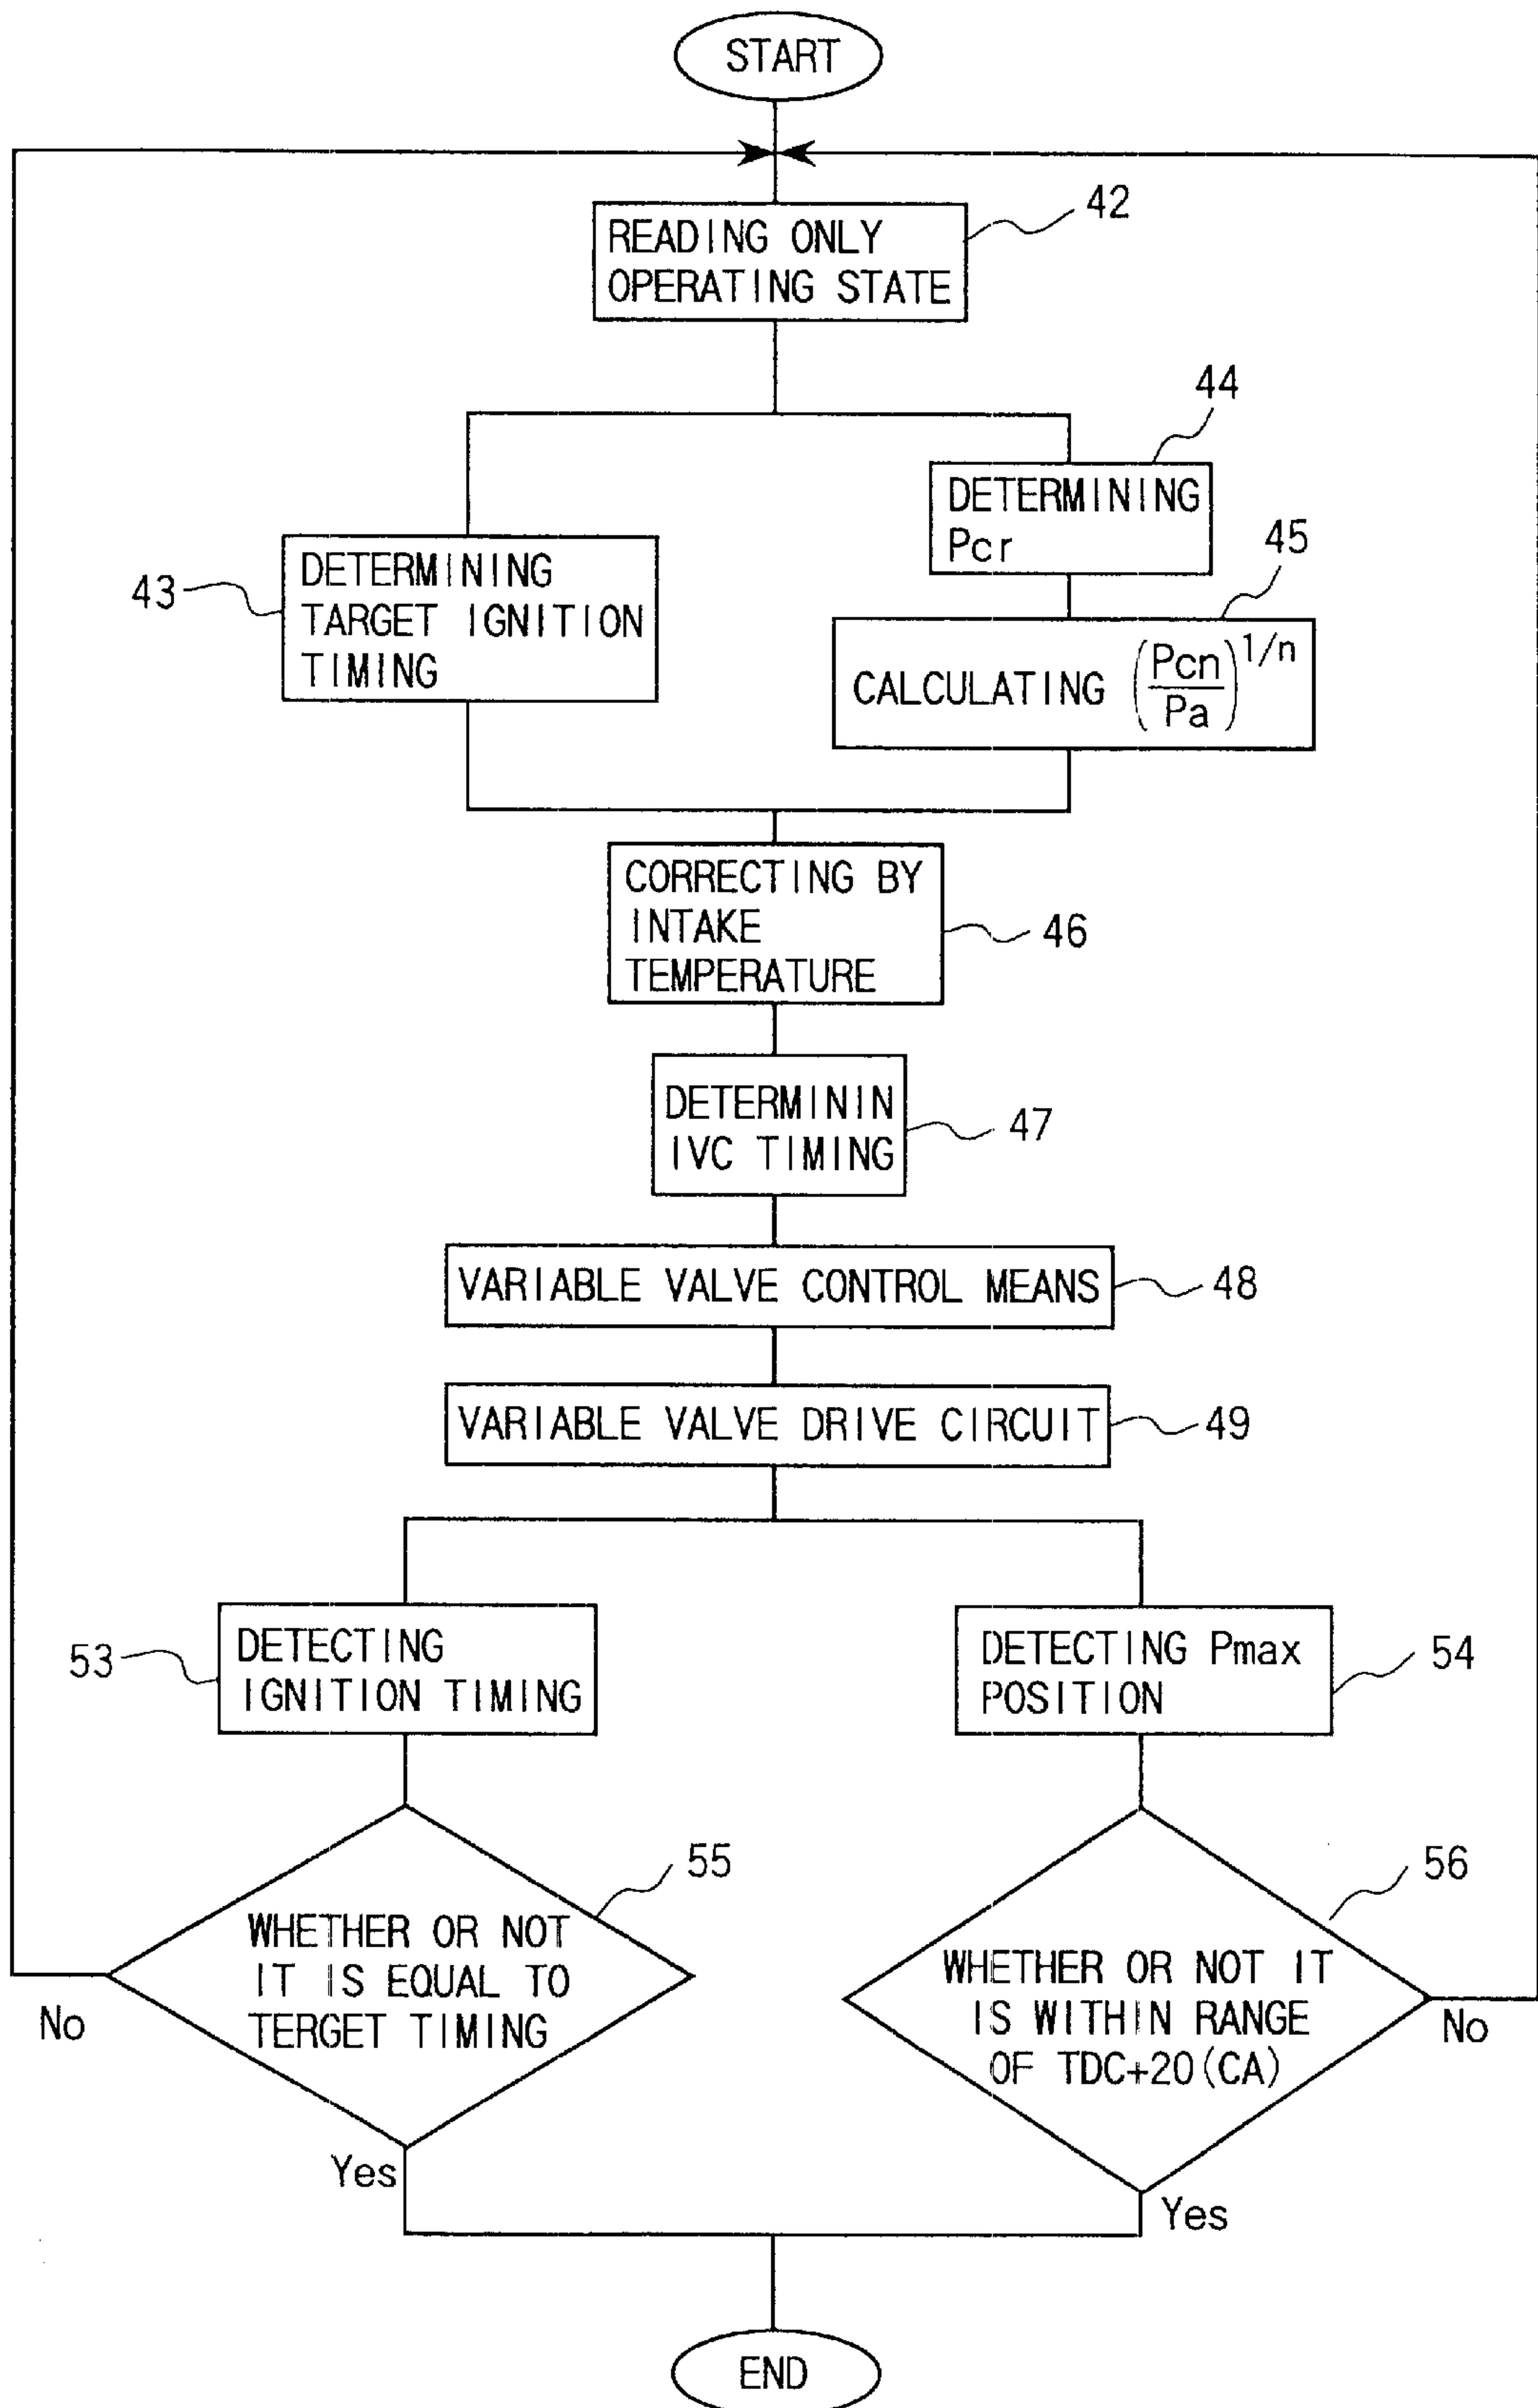 START
42
READING ONLY
OPERATING STATE
44
DETERMINING
Pcr
43
DETERMINING
TARGET IGNITION
TIMING
45
CALCULATING (Pcn/Pa)^1/n
CORRECTING BY
INTAKE
TEMPERATURE
46
DETERMININ
IVC TIMING
47
VARIABLE VALVE CONTROL MEANS
48
VARIABLE VALVE DRIVE CIRCUIT
49
53
DETECTING
IGNITION TIMING
DETECTING Pmax
POSITION
54
55
WHETHER OR NOT
IT IS EQUAL TO
TERGET TIMING
No
Yes
56
WHETHER OR NOT IT
IS WITHIN RANGE
OF TDC+20(CA)
No
Yes
END